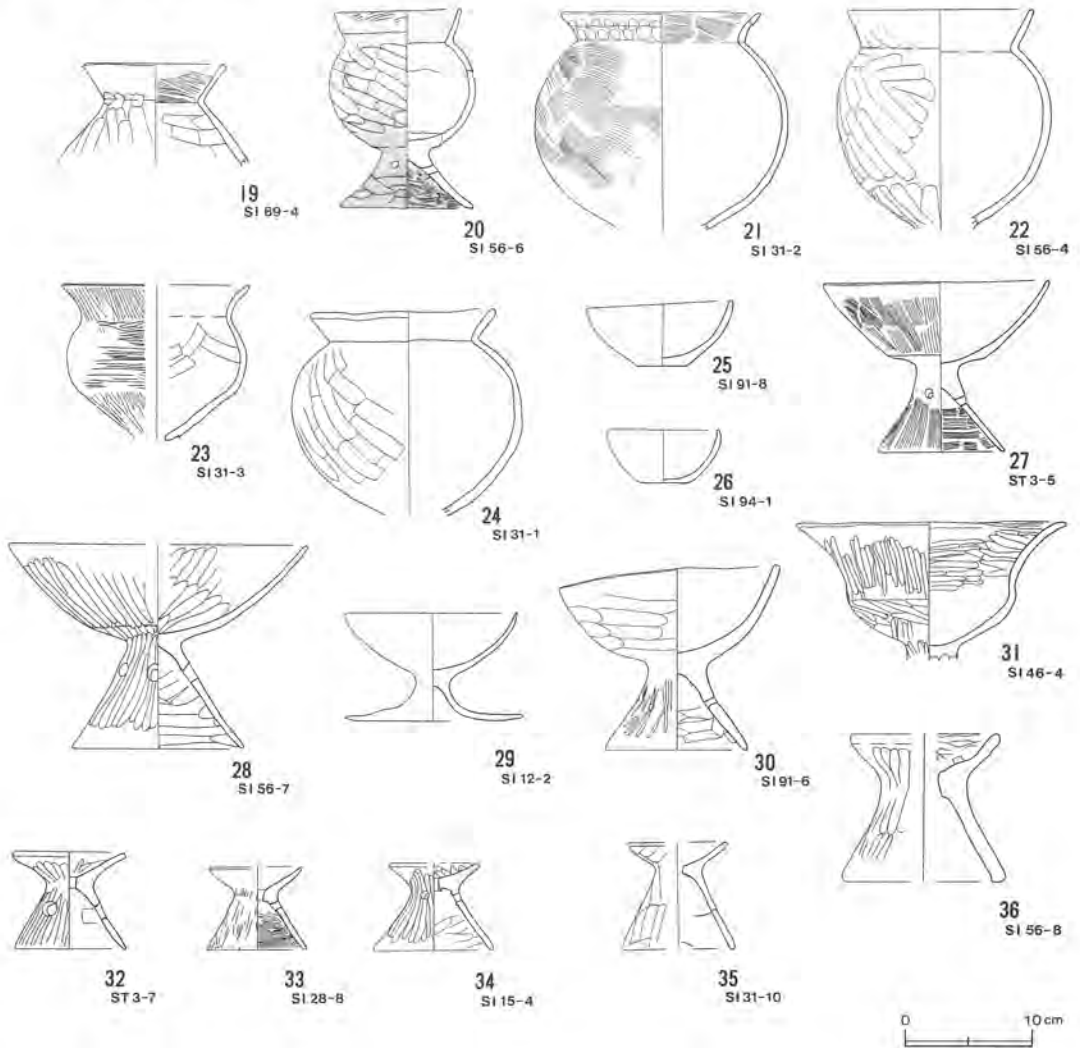 19
SI 69-4
20
SI 56-6
21
SI 31-2
22
SI 56-4
23
SI 31-3
24
SI 31-1
25
SI 91-8
26
SI 94-1
27
ST 3-5
28
SI 56-7
29
SI 12-2
30
SI 91-6
31
SI 46-4
32
ST 3-7
33
SI 28-8
34
SI 15-4
35
SI 31-10
36
SI 56-8
0 10 cm